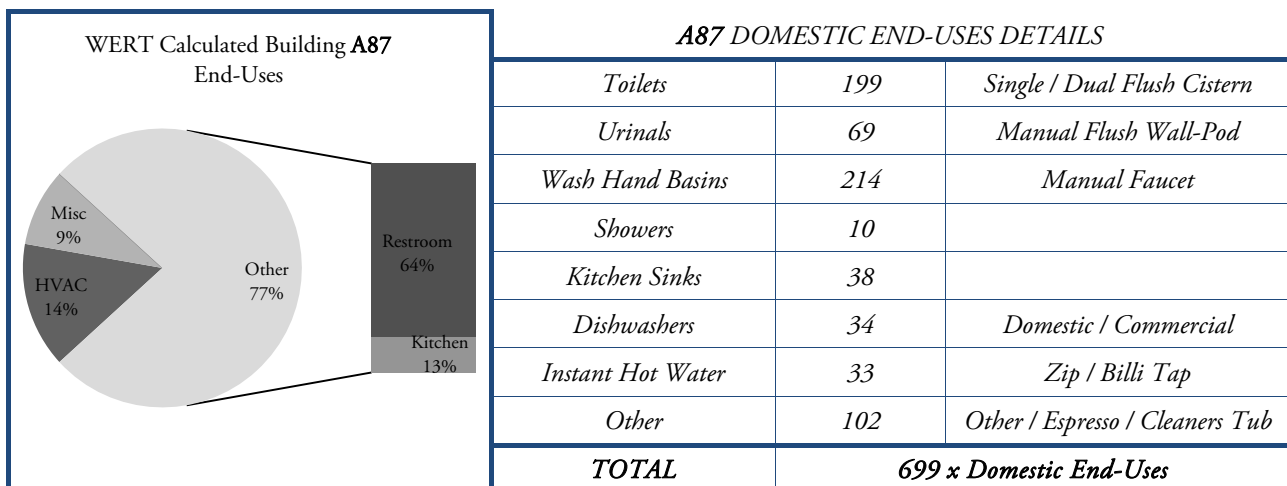 WERT Calculated Building A87
End-Uses
Misc
9%
HVAC
14%
Other
77%
Restroom
64%
Kitchen
13%
A87 DOMESTIC END-USES DETAILS
Toilets 199 Single / Dual Flush Cistern
Urinals 69 Manual Flush Wall-Pod
Wash Hand Basins 214 Manual Faucet
Showers 10
Kitchen Sinks 38
Dishwashers 34 Domestic / Commercial
Instant Hot Water 33 Zip / Billi Tap
Other 102 Other / Espresso / Cleaners Tub
TOTAL 699 x Domestic End-Uses